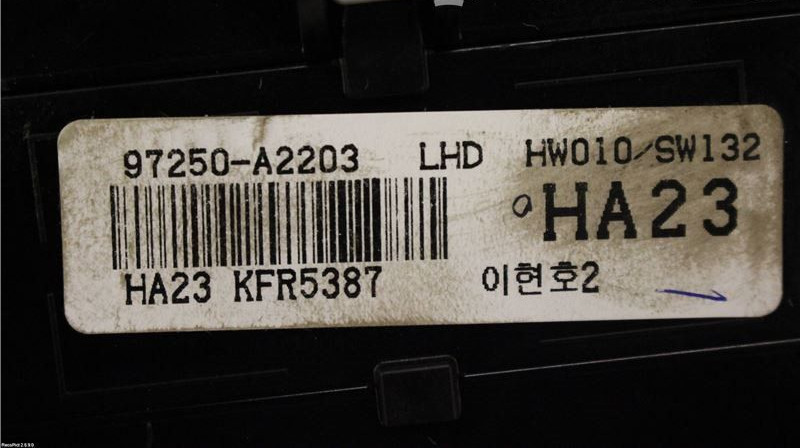 97250-A2203 LHD HW010/SW132
HA23
HA23 KFR5387 이현호2